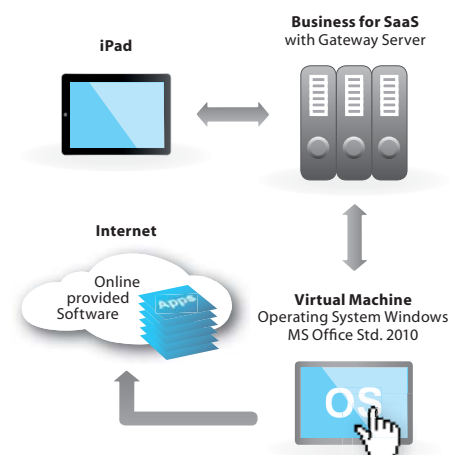 iPad
Business for SaaS
with Gateway Server
Internet
Online
provided
Software
Apps
Virtual Machine
Operating System Windows
MS Office Std. 2010
OS